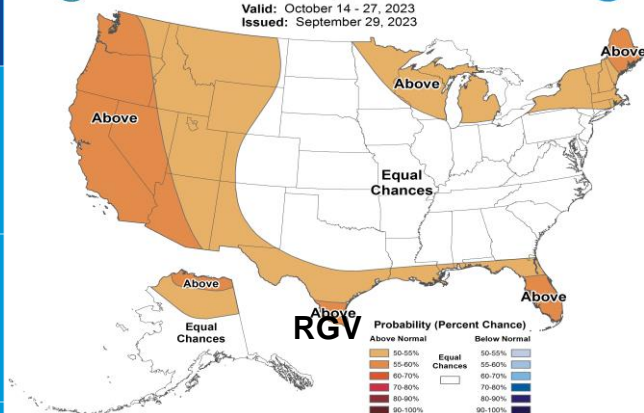 Valid: October 14 - 27, 2023
Issued: September 29, 2023
Above
Above
Above
Equal
Chances
Above
Above
Above
RGV
Equal
Chances
Probability (Percent Chance)
Above Normal
Below Normal
Equal
Chances
50-55%
50-55%
55-60%
55-60%
60-70%
60-70%
70-80%
70-80%
80-90%
80-90%
90-100%
90-100%